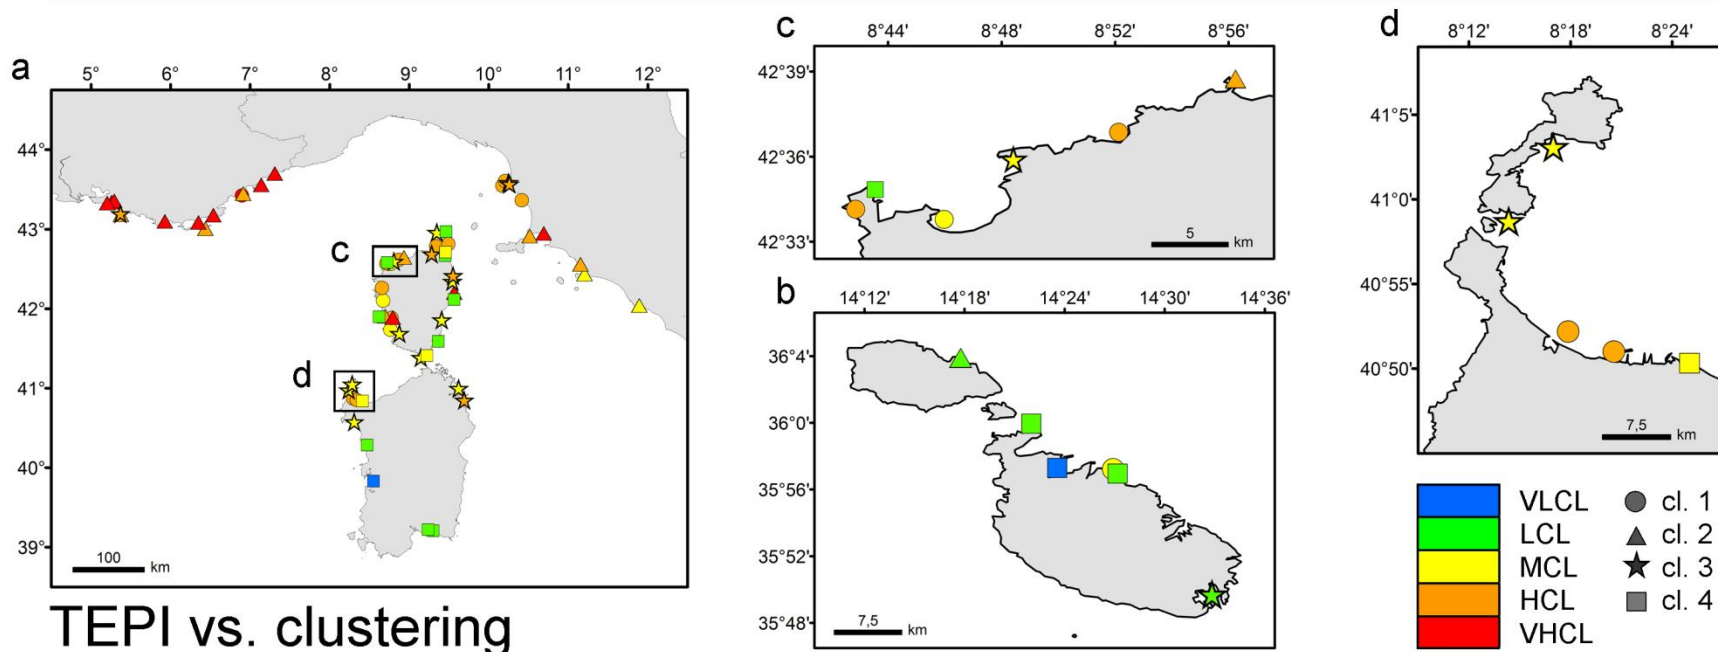 a
5° 6° 7° 8° 9° 10° 11° 12°
44°
43°
42°
41°
40°
39°
c
d
100 km
TEPI vs. clustering
c
8°44' 8°48' 8°52' 8°56'
42°39'
42°36'
42°33'
5 km
b
14°12' 14°18' 14°24' 14°30' 14°36'
36°4'
36°0'
35°56'
35°52'
35°48'
7,5 km
d
8°12' 8°18' 8°24'
41°5'
41°0'
40°55'
40°50'
7,5 km
VLCL cl. 1
LCL cl. 2
MCL cl. 3
HCL cl. 4
VHCL